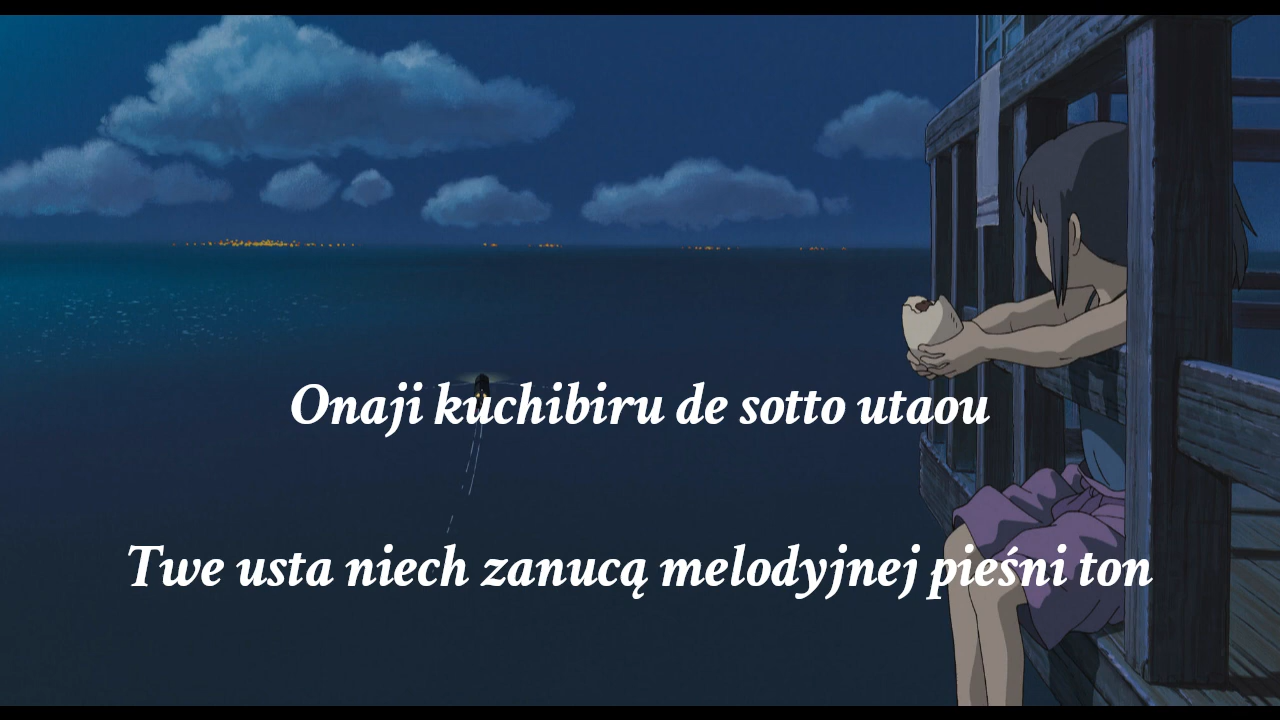 Onaji kuchibiru de sotto utaou
Twe usta niech zanucą melodyjnej pieśni ton